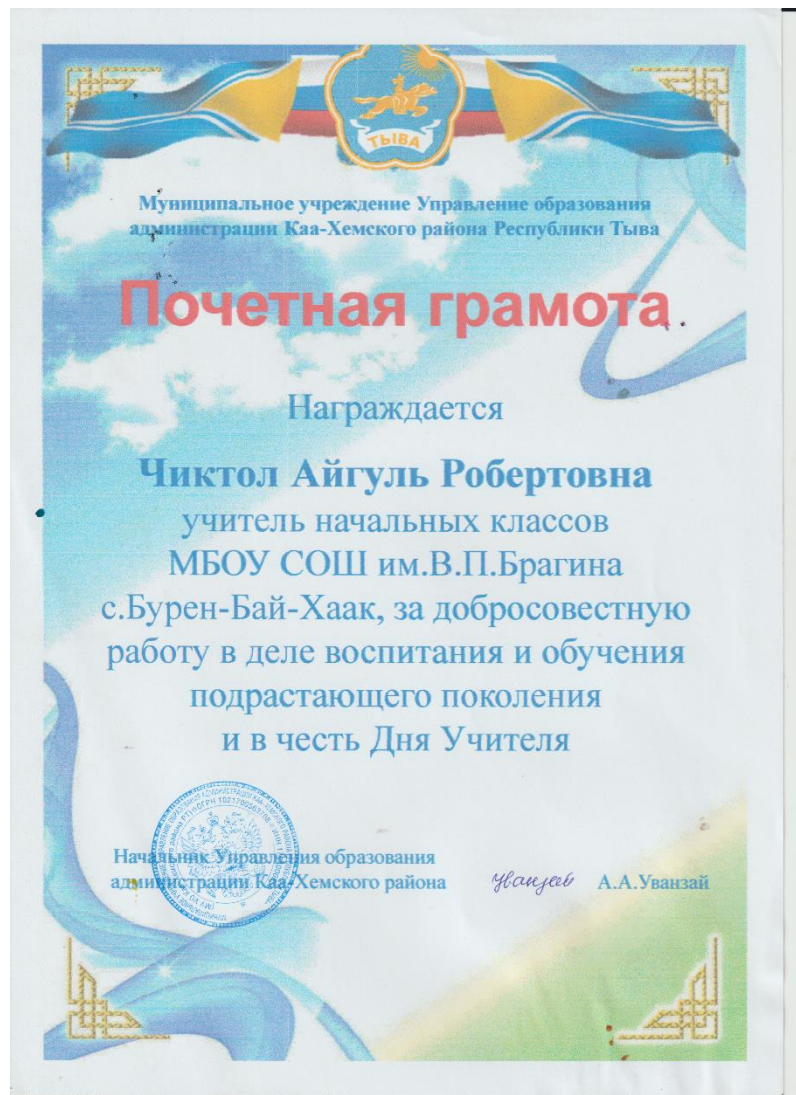 ТЫВА
Муниципальное учреждение Управление образования
администрации Каа-Хемского района Республики Тыва
Почетная грамота
Награждается
Чиктол Айгуль Робертовна
учитель начальных классов
МБОУ СОШ им.В.П.Брагина
с.Бурен-Бай-Хаак, за добросовестную
работу в деле воспитания и обучения
подрастающего поколения
и в честь Дня Учителя
Начальник Управления образования
администрации Каа-Хемского района А.А.Уванзай